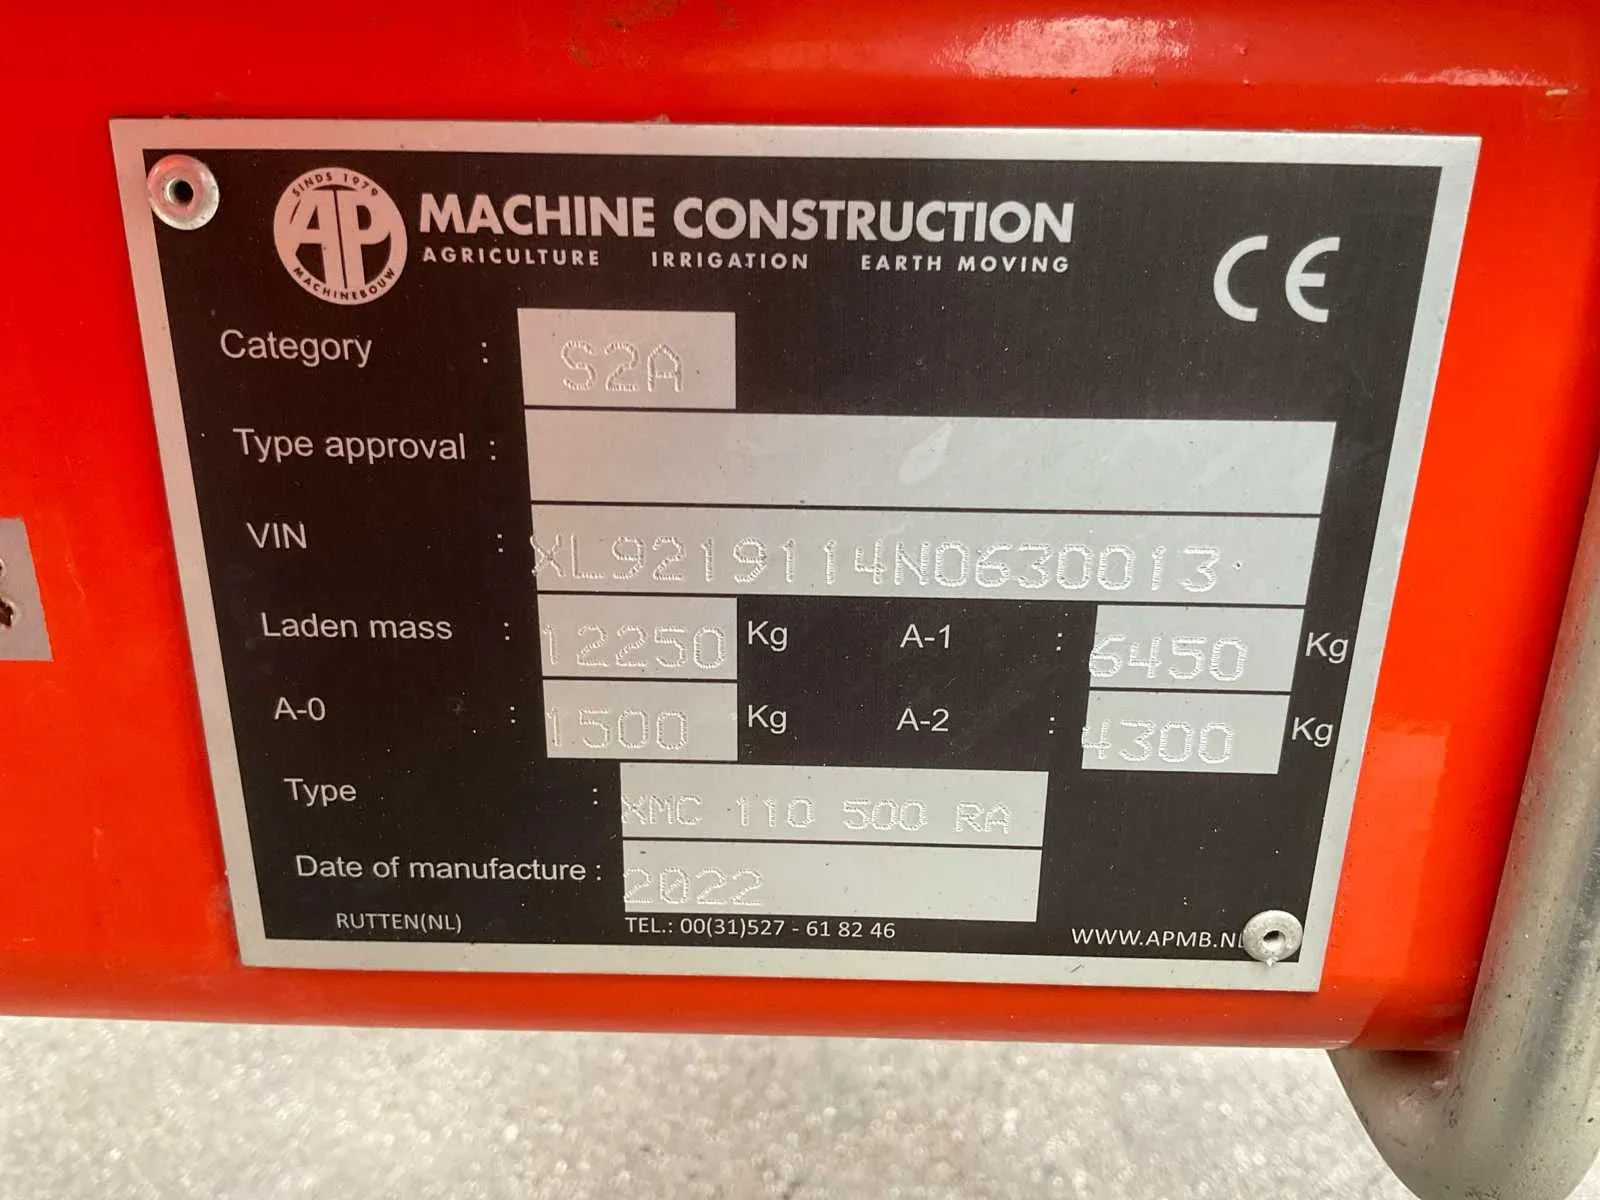 SINDS 1979
AP
MACHINEBOUW
MACHINE CONSTRUCTION
AGRICULTURE IRRIGATION EARTH MOVING
CE
Category : S2A
Type approval :
VIN : XL9219114N0630013
Laden mass : 12250 Kg A-1 : 6450 Kg
A-0 : 1500 Kg A-2 : 4300 Kg
Type : XMC 110 500 RA
Date of manufacture : 2022
RUTTEN(NL) TEL.: 00(31)527 - 61 82 46 WWW.APMB.NL